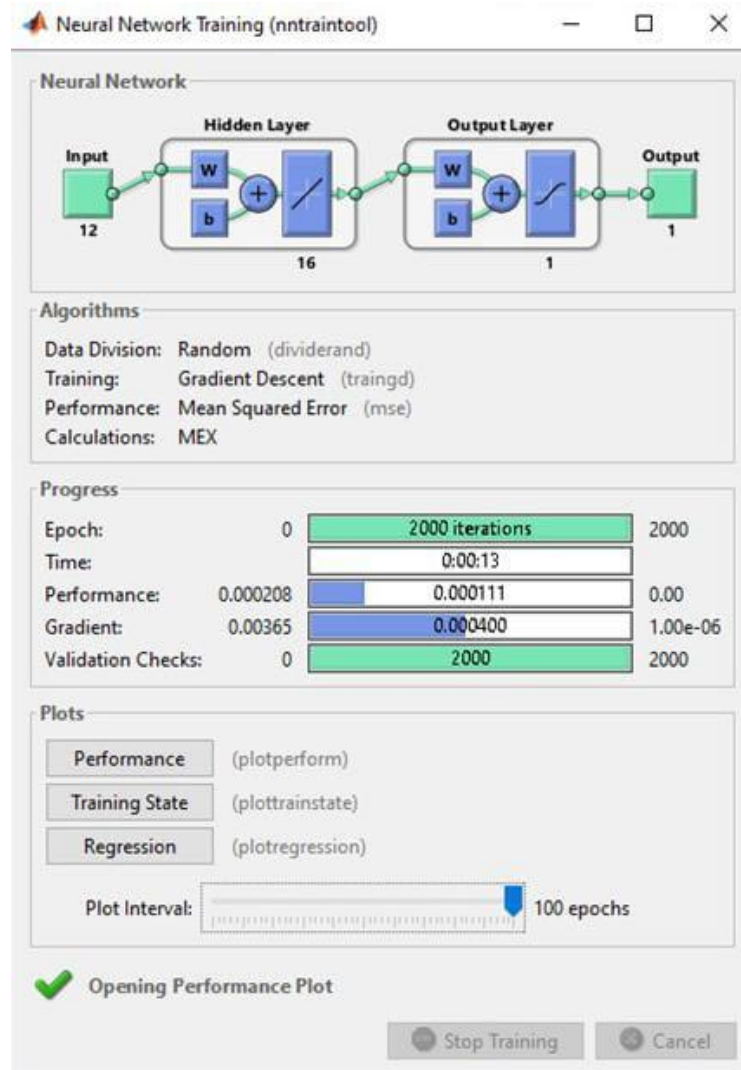 Neural Network Training (nntraintool)
Neural Network
Hidden Layer Output Layer
Input Output
W W
+ +
b b
12 1
16 1
Algorithms
Data Division: Random (dividerand)
Training: Gradient Descent (traingd)
Performance: Mean Squared Error (mse)
Calculations: MEX
Progress
Epoch: 0 2000 iterations 2000
Time: 0:00:13
Performance: 0.000208 0.000111 0.00
Gradient: 0.00365 0.000400 1.00e-06
Validation Checks: 0 2000 2000
Plots
Performance (plotperform)
Training State (plottrainstate)
Regression (plotregression)
Plot Interval: 100 epochs
Opening Performance Plot
Stop Training Cancel